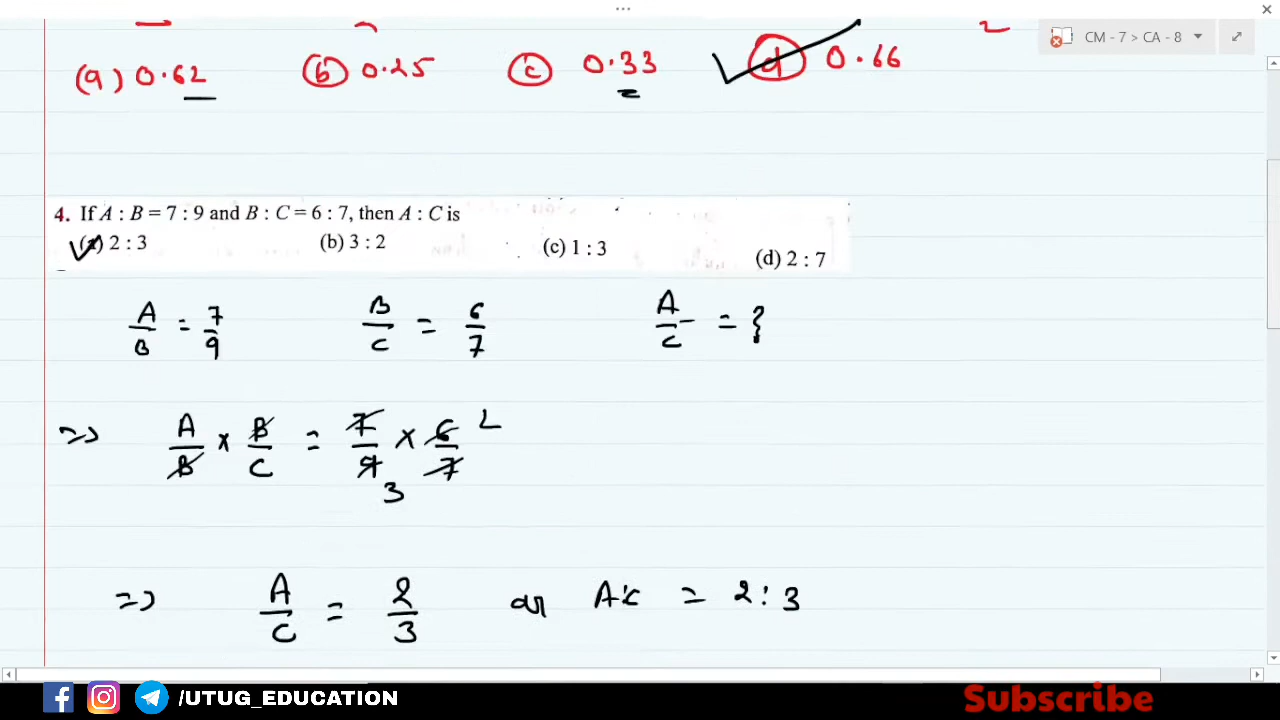 CM - 7 > CA - 8
(a) 0.62 (b) 0.25 (c) 0.33 (d) 0.66
4. If A : B = 7 : 9 and B : C = 6 : 7, then A : C is
(a) 2 : 3 (b) 3 : 2 (c) 1 : 3 (d) 2 : 7
A/B = 7/9 B/C = 6/7 A/C = ?
=> A/B × B/C = 7/9 × 6/7 2
3
=> A/C = 2/3 or A:C = 2:3
/UTUG_EDUCATION Subscribe